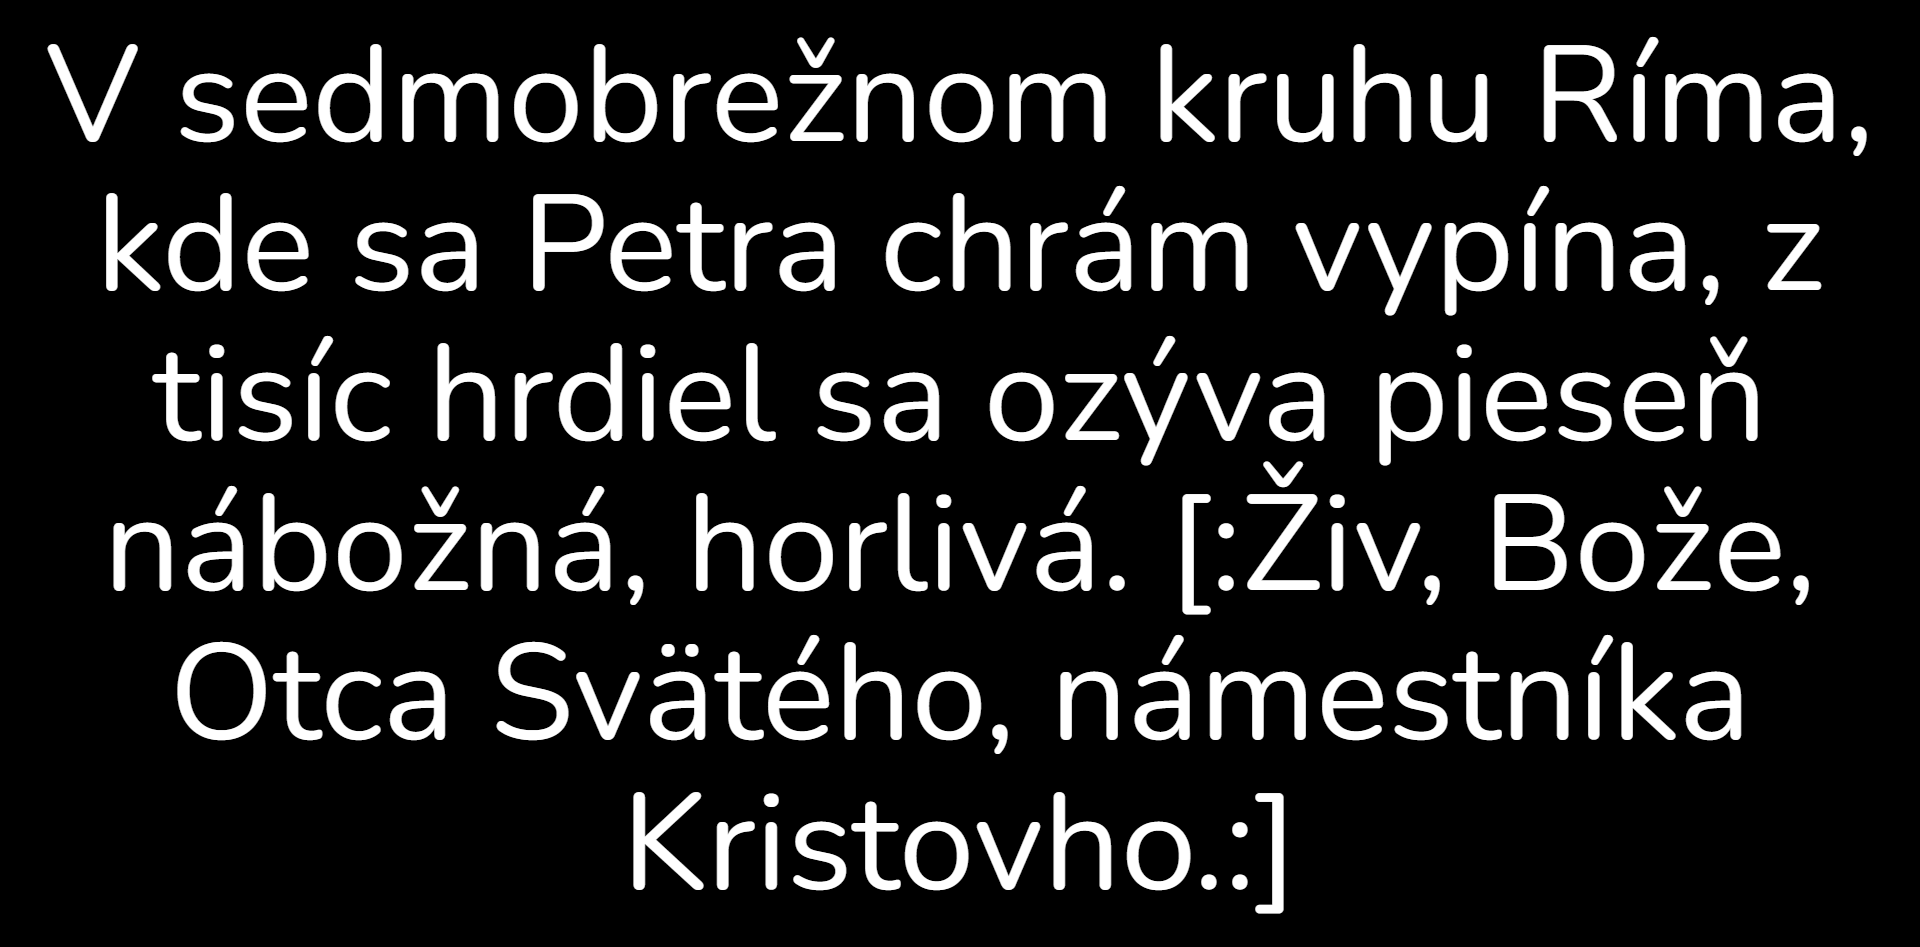 V sedmobrežnom kruhu Ríma,
kde sa Petra chrám vypína, z
tisíc hrdiel sa ozýva pieseň
nábožná, horlivá. [:Živ, Bože,
Otca Svätého, námestníka
Kristovho.:]